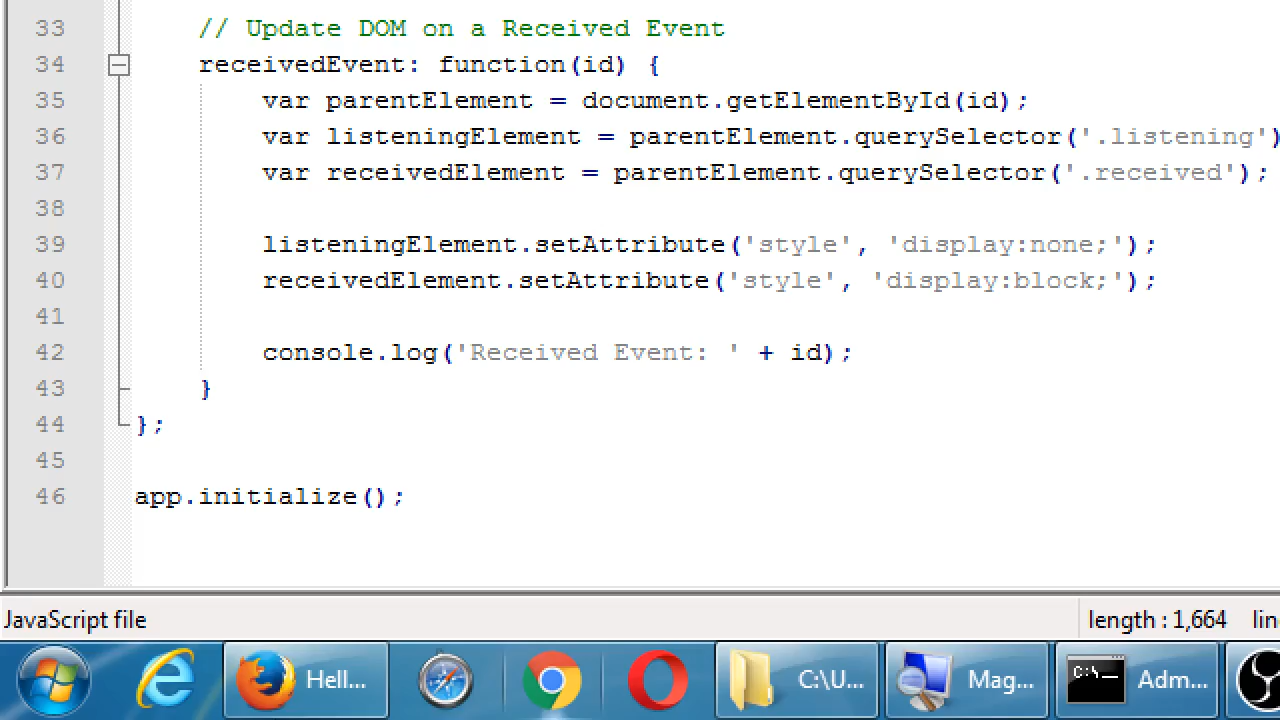 33 // Update DOM on a Received Event
34 receivedEvent: function(id) {
35 var parentElement = document.getElementById(id);
36 var listeningElement = parentElement.querySelector('.listening')
37 var receivedElement = parentElement.querySelector('.received');
38
39 listeningElement.setAttribute('style', 'display:none;');
40 receivedElement.setAttribute('style', 'display:block;');
41
42 console.log('Received Event: ' + id);
43 }
44 };
45
46 app.initialize();
JavaScript file length : 1,664 lin
Hell... C:\U... Mag... C:\ Adm...